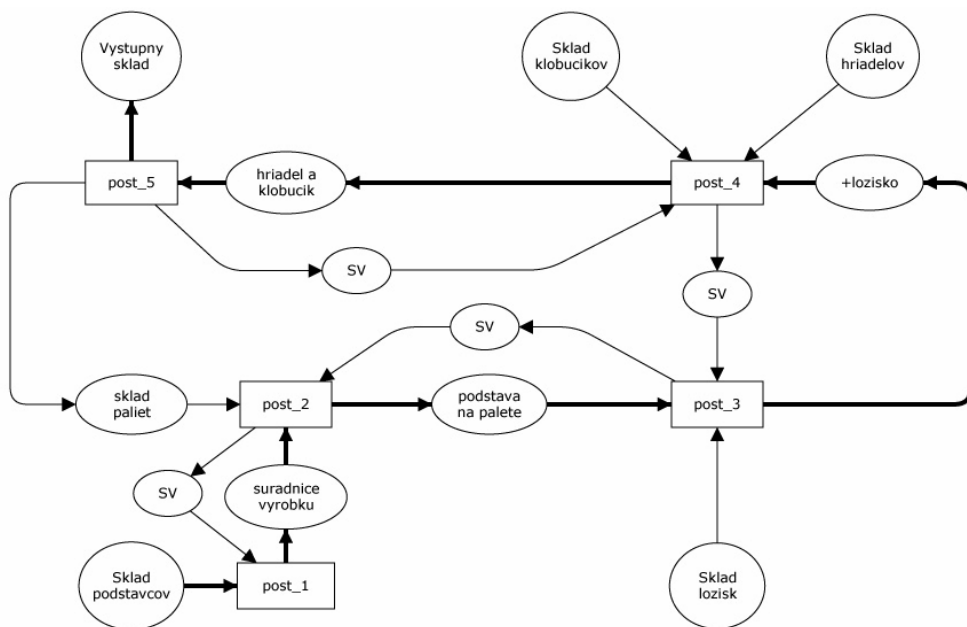 Vystupny
sklad
Sklad
klobucikov
Sklad
hriadelov
post_5
hriadel a
klobucik
post_4
+lozisko
SV
SV
SV
sklad
paliet
post_2
podstava
na palete
post_3
SV
suradnice
vyrobku
Sklad
podstavcov
post_1
Sklad
lozisk